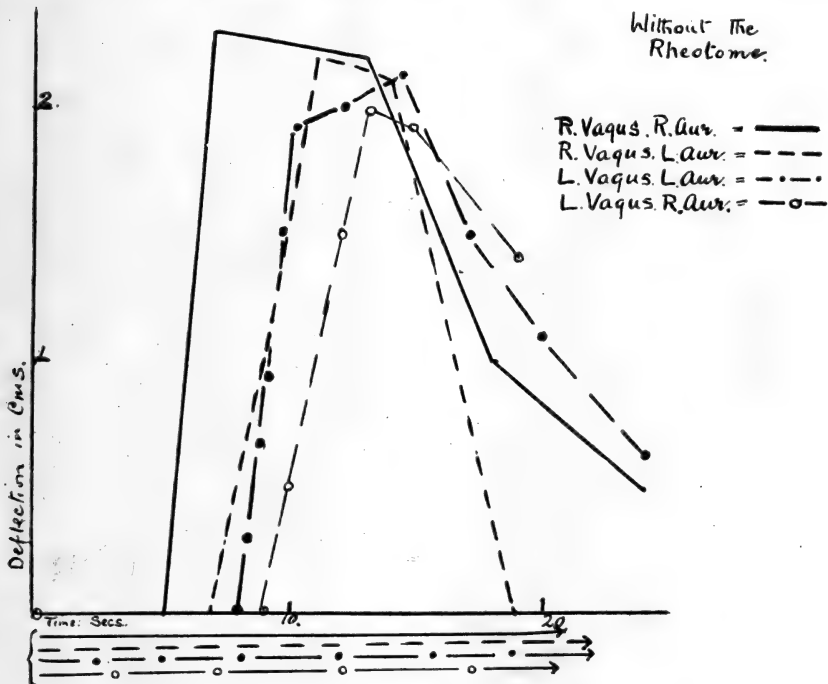 Without the
Rheotome.
R. Vagus. R. Aur. =
R. Vagus. L. Aur. =
L. Vagus. L. Aur. =
L. Vagus. R. Aur. =
2.
1
Deflection in Cms.
Time: Secs.
10.
20